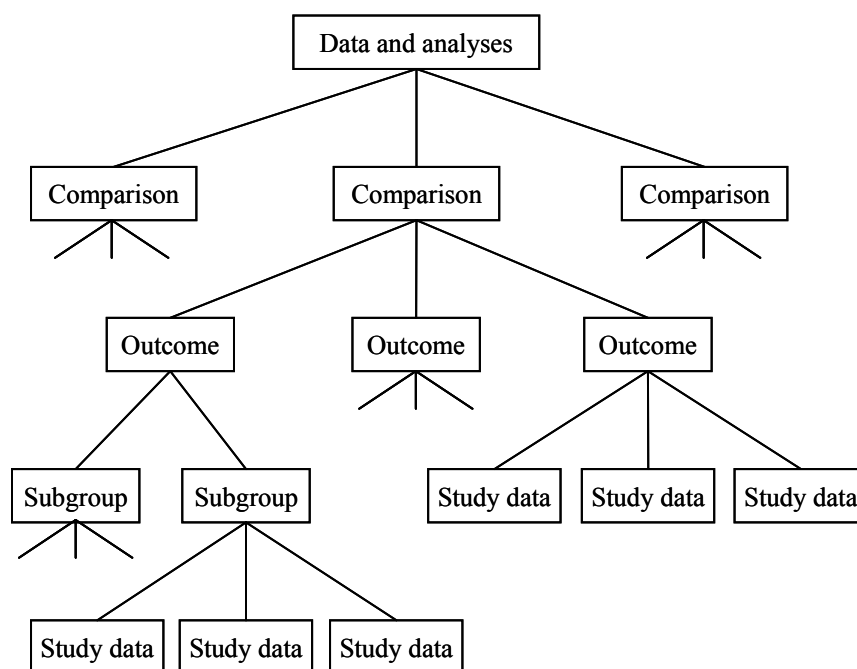 Data and analyses
Comparison
Comparison
Comparison
Outcome
Outcome
Outcome
Subgroup
Subgroup
Study data
Study data
Study data
Study data
Study data
Study data